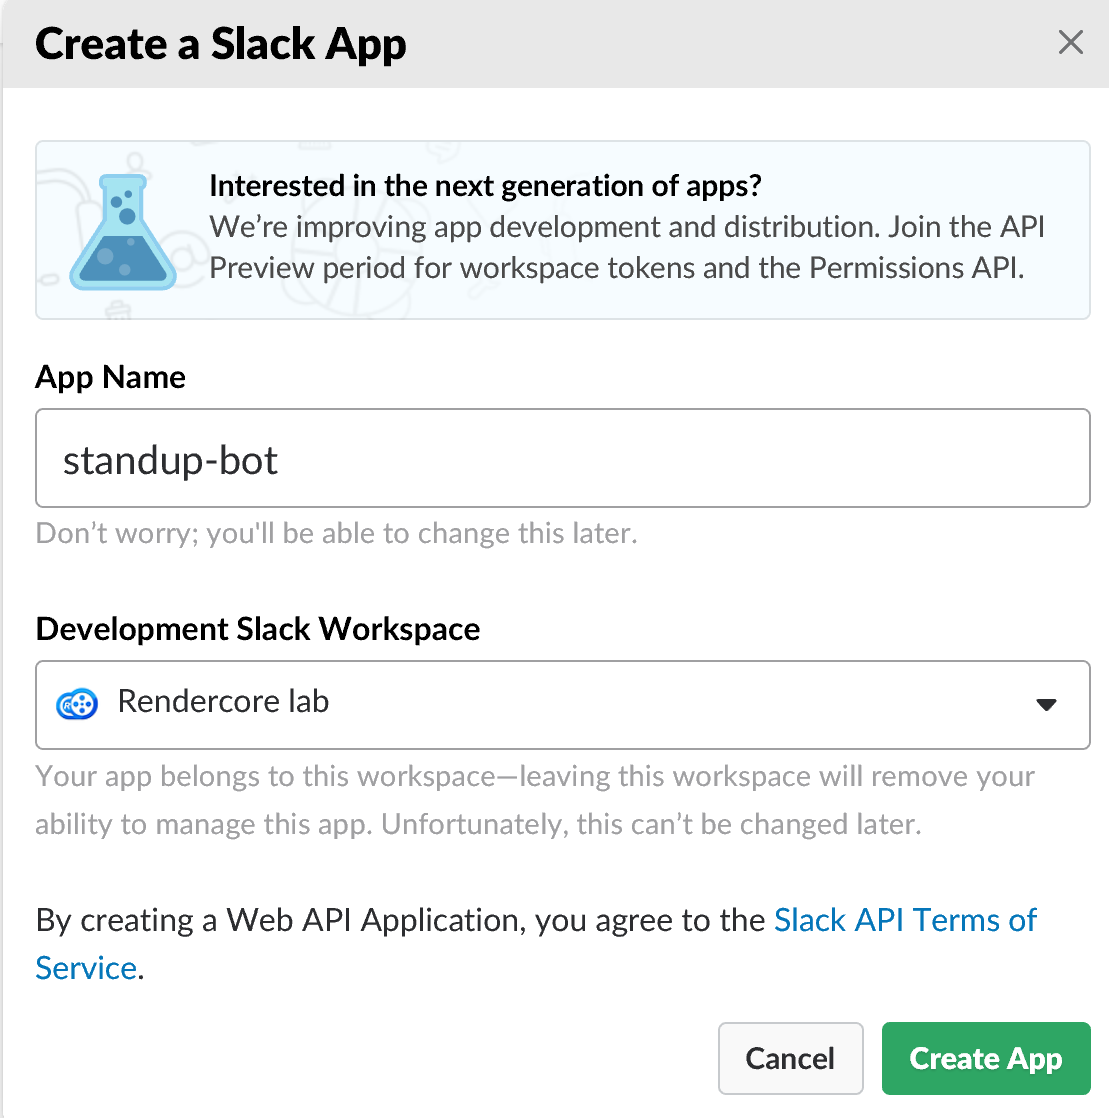 Create a Slack App
Interested in the next generation of apps?
We’re improving app development and distribution. Join the API
Preview period for workspace tokens and the Permissions API.
App Name
standup-bot
Don’t worry; you'll be able to change this later.
Development Slack Workspace
Rendercore lab
Your app belongs to this workspace—leaving this workspace will remove your
ability to manage this app. Unfortunately, this can’t be changed later.
By creating a Web API Application, you agree to the Slack API Terms of
Service.
Cancel
Create App